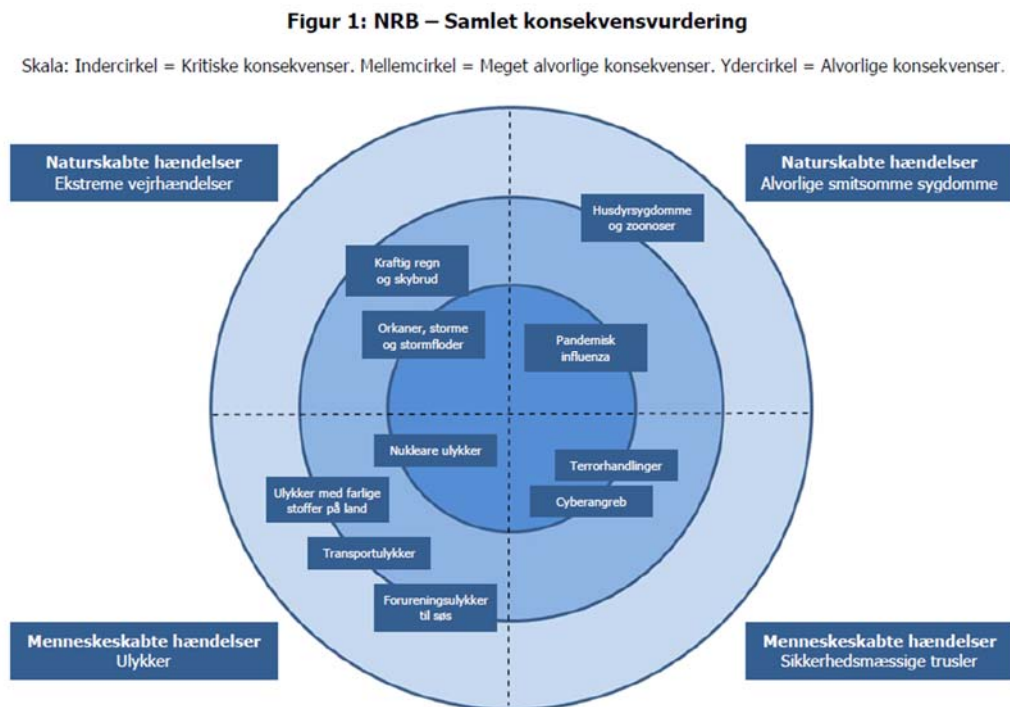 Figur 1: NRB – Samlet konsekvensvurdering
Skala: Indercirkel = Kritiske konsekvenser. Mellemcirkel = Meget alvorlige konsekvenser. Ydercirkel = Alvorlige konsekvenser.
Naturskabte hændelser
Ekstreme vejrhændelser
Naturskabte hændelser
Alvorlige smitsomme sygdomme
Husdyrsygdomme
og zoonoser
Kraftig regn
og skybrud
Orkaner, storme
og stormfloder
Pandemisk
influenza
Nukleare ulykker
Terrorhandlinger
Ulykker med farlige
stoffer på land
Cyberangreb
Transportulykker
Forureningsulykker
til søs
Menneskeskabte hændelser
Ulykker
Menneskeskabte hændelser
Sikkerhedsmæssige trusler